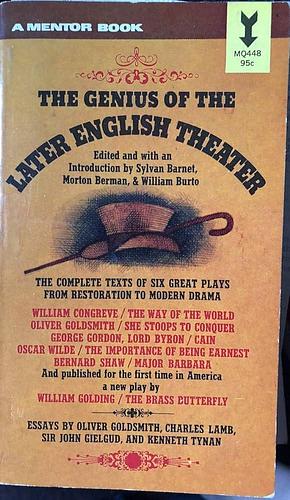 A MENTOR BOOK
MQ448
95c
THE GENIUS OF THE
LATER ENGLISH THEATER
Edited and with an
Introduction by Sylvan Barnet,
Morton Berman, & William Burto
THE COMPLETE TEXTS OF SIX GREAT PLAYS
FROM RESTORATION TO MODERN DRAMA
WILLIAM CONGREVE / THE WAY OF THE WORLD
OLIVER GOLDSMITH / SHE STOOPS TO CONQUER
GEORGE GORDON, LORD BYRON / CAIN
OSCAR WILDE / THE IMPORTANCE OF BEING EARNEST
BERNARD SHAW / MAJOR BARBARA
And published for the first time in America
a new play by
WILLIAM GOLDING / THE BRASS BUTTERFLY
ESSAYS BY OLIVER GOLDSMITH, CHARLES LAMB,
SIR JOHN GIELGUD, AND KENNETH TYNAN